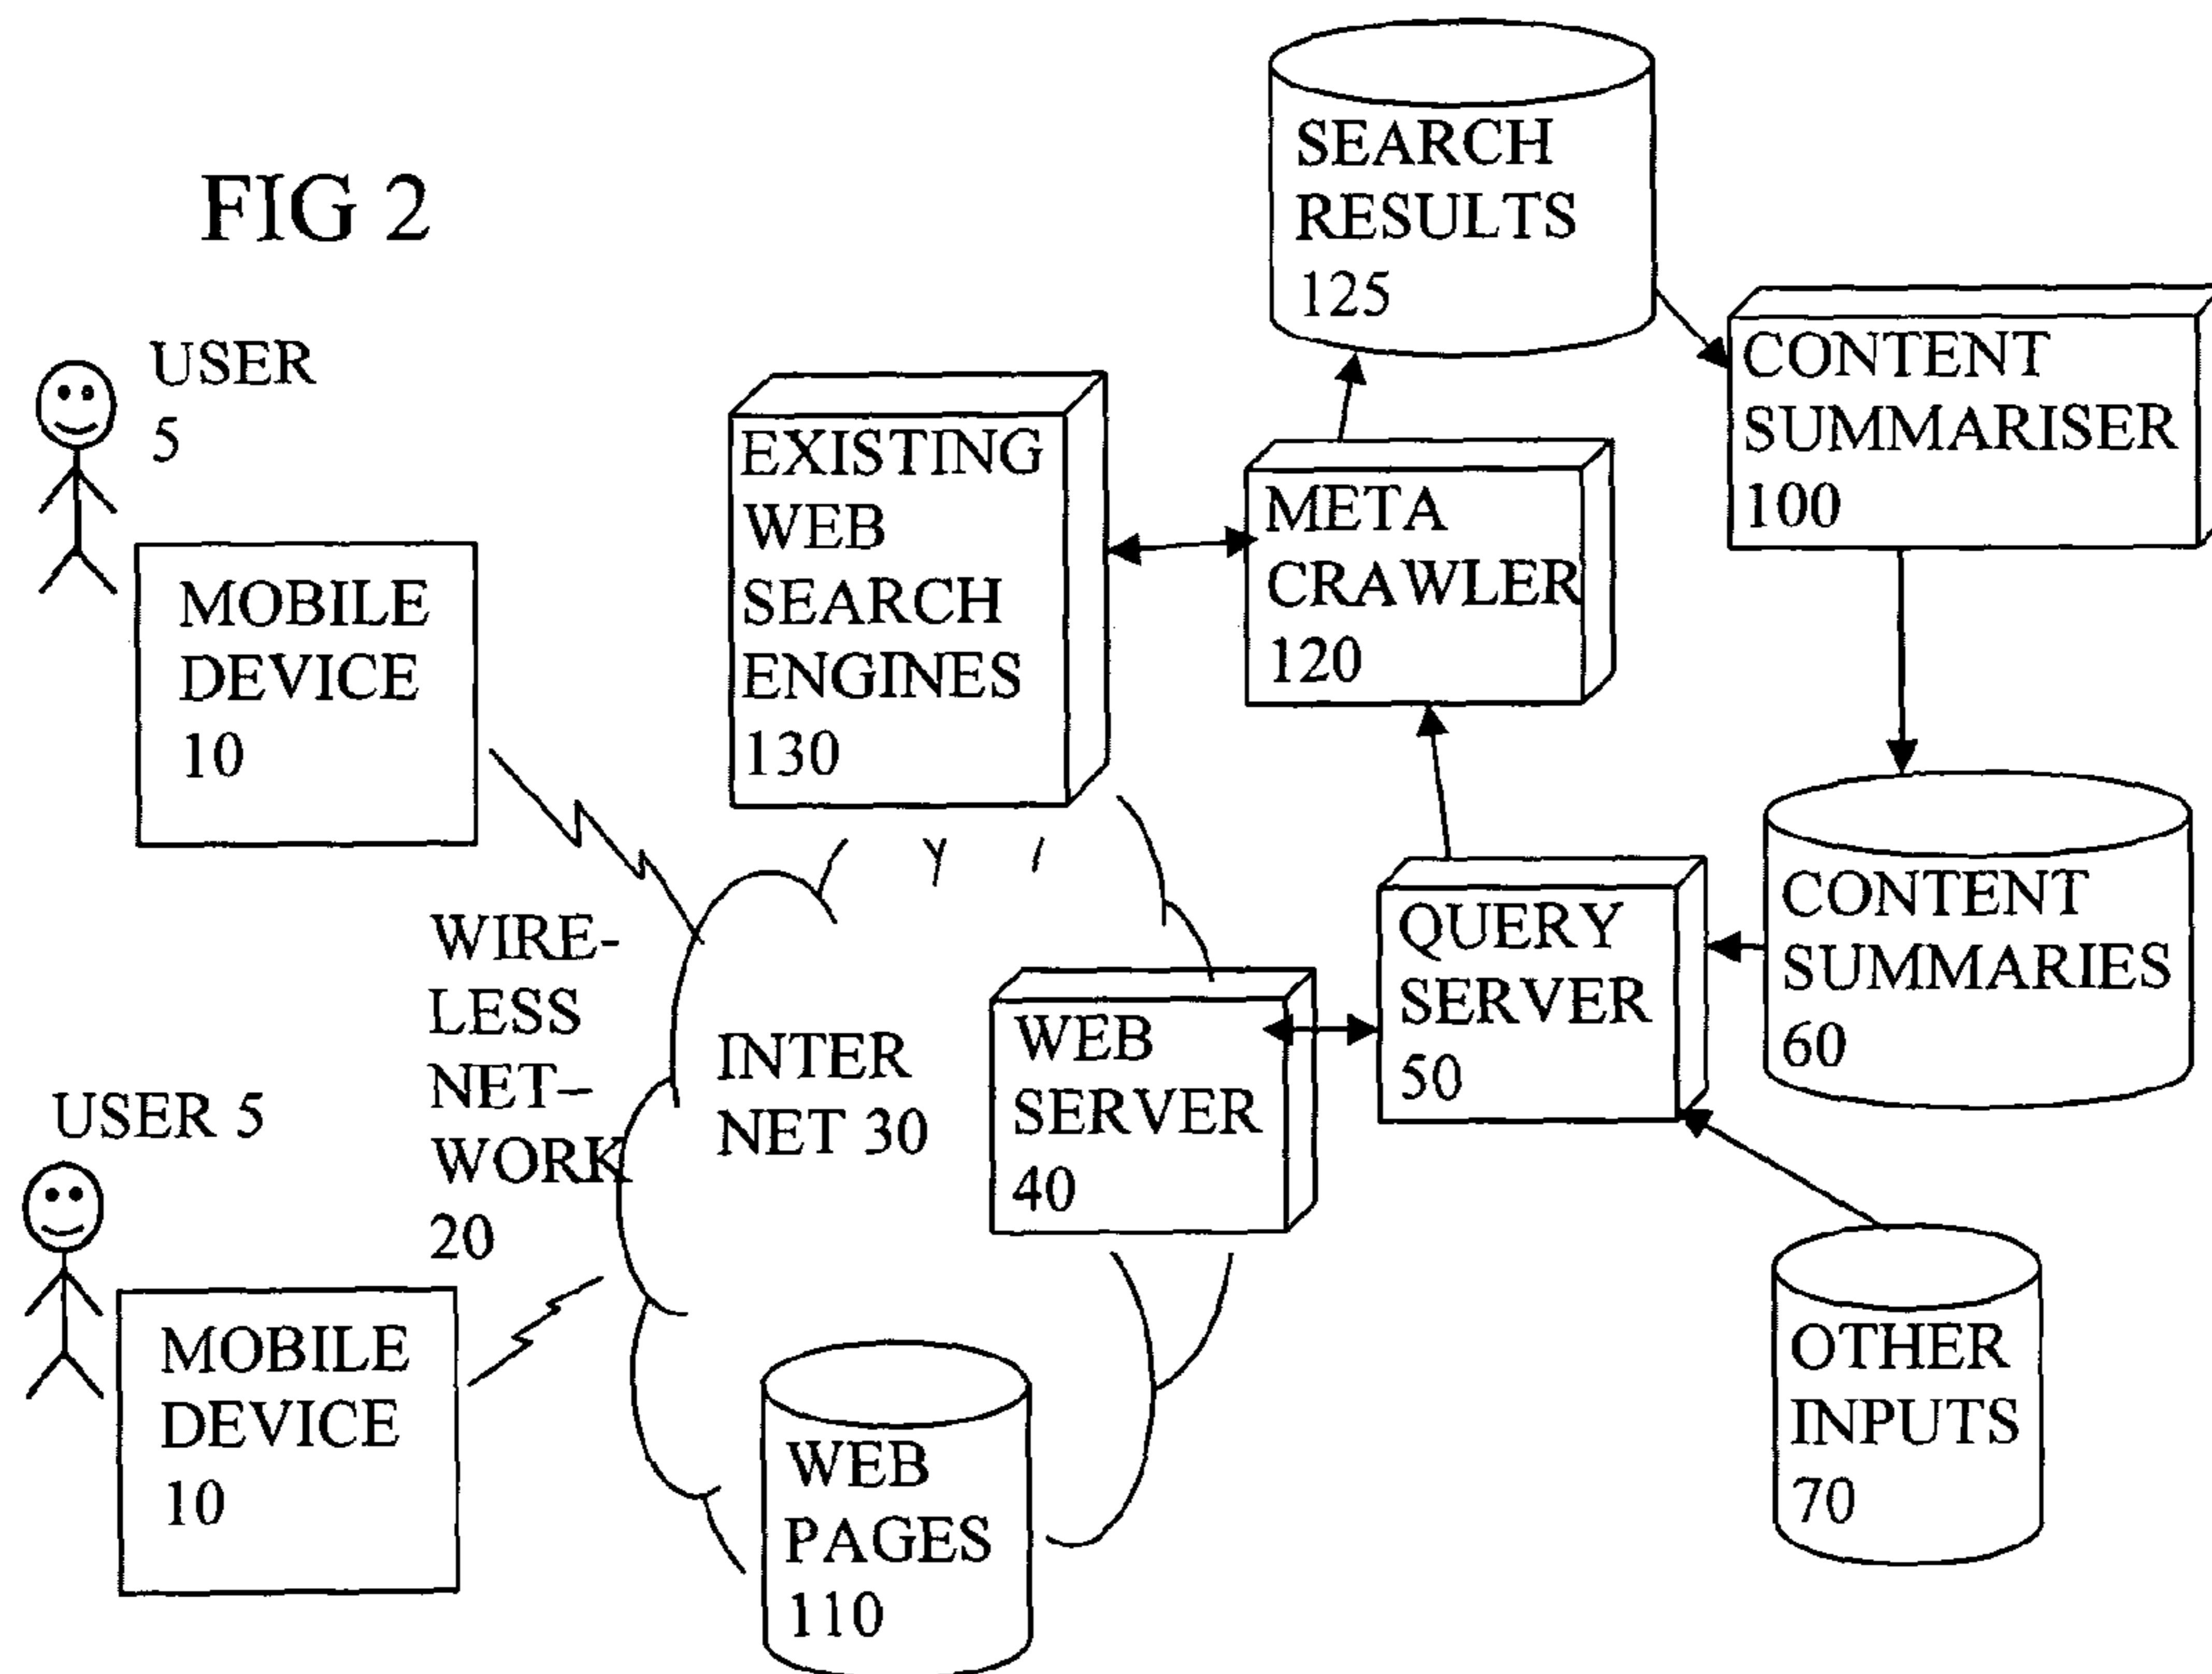 FIG 2
USER
5
MOBILE
DEVICE
10
WIRE-
LESS
NET-
WORK
20
USER 5
MOBILE
DEVICE
10
EXISTING
WEB
SEARCH
ENGINES
130
INTER
NET 30
WEB
SERVER
40
WEB
PAGES
110
SEARCH
RESULTS
125
META
CRAWLER
120
CONTENT
SUMMARISER
100
QUERY
SERVER
50
CONTENT
SUMMARIES
60
OTHER
INPUTS
70